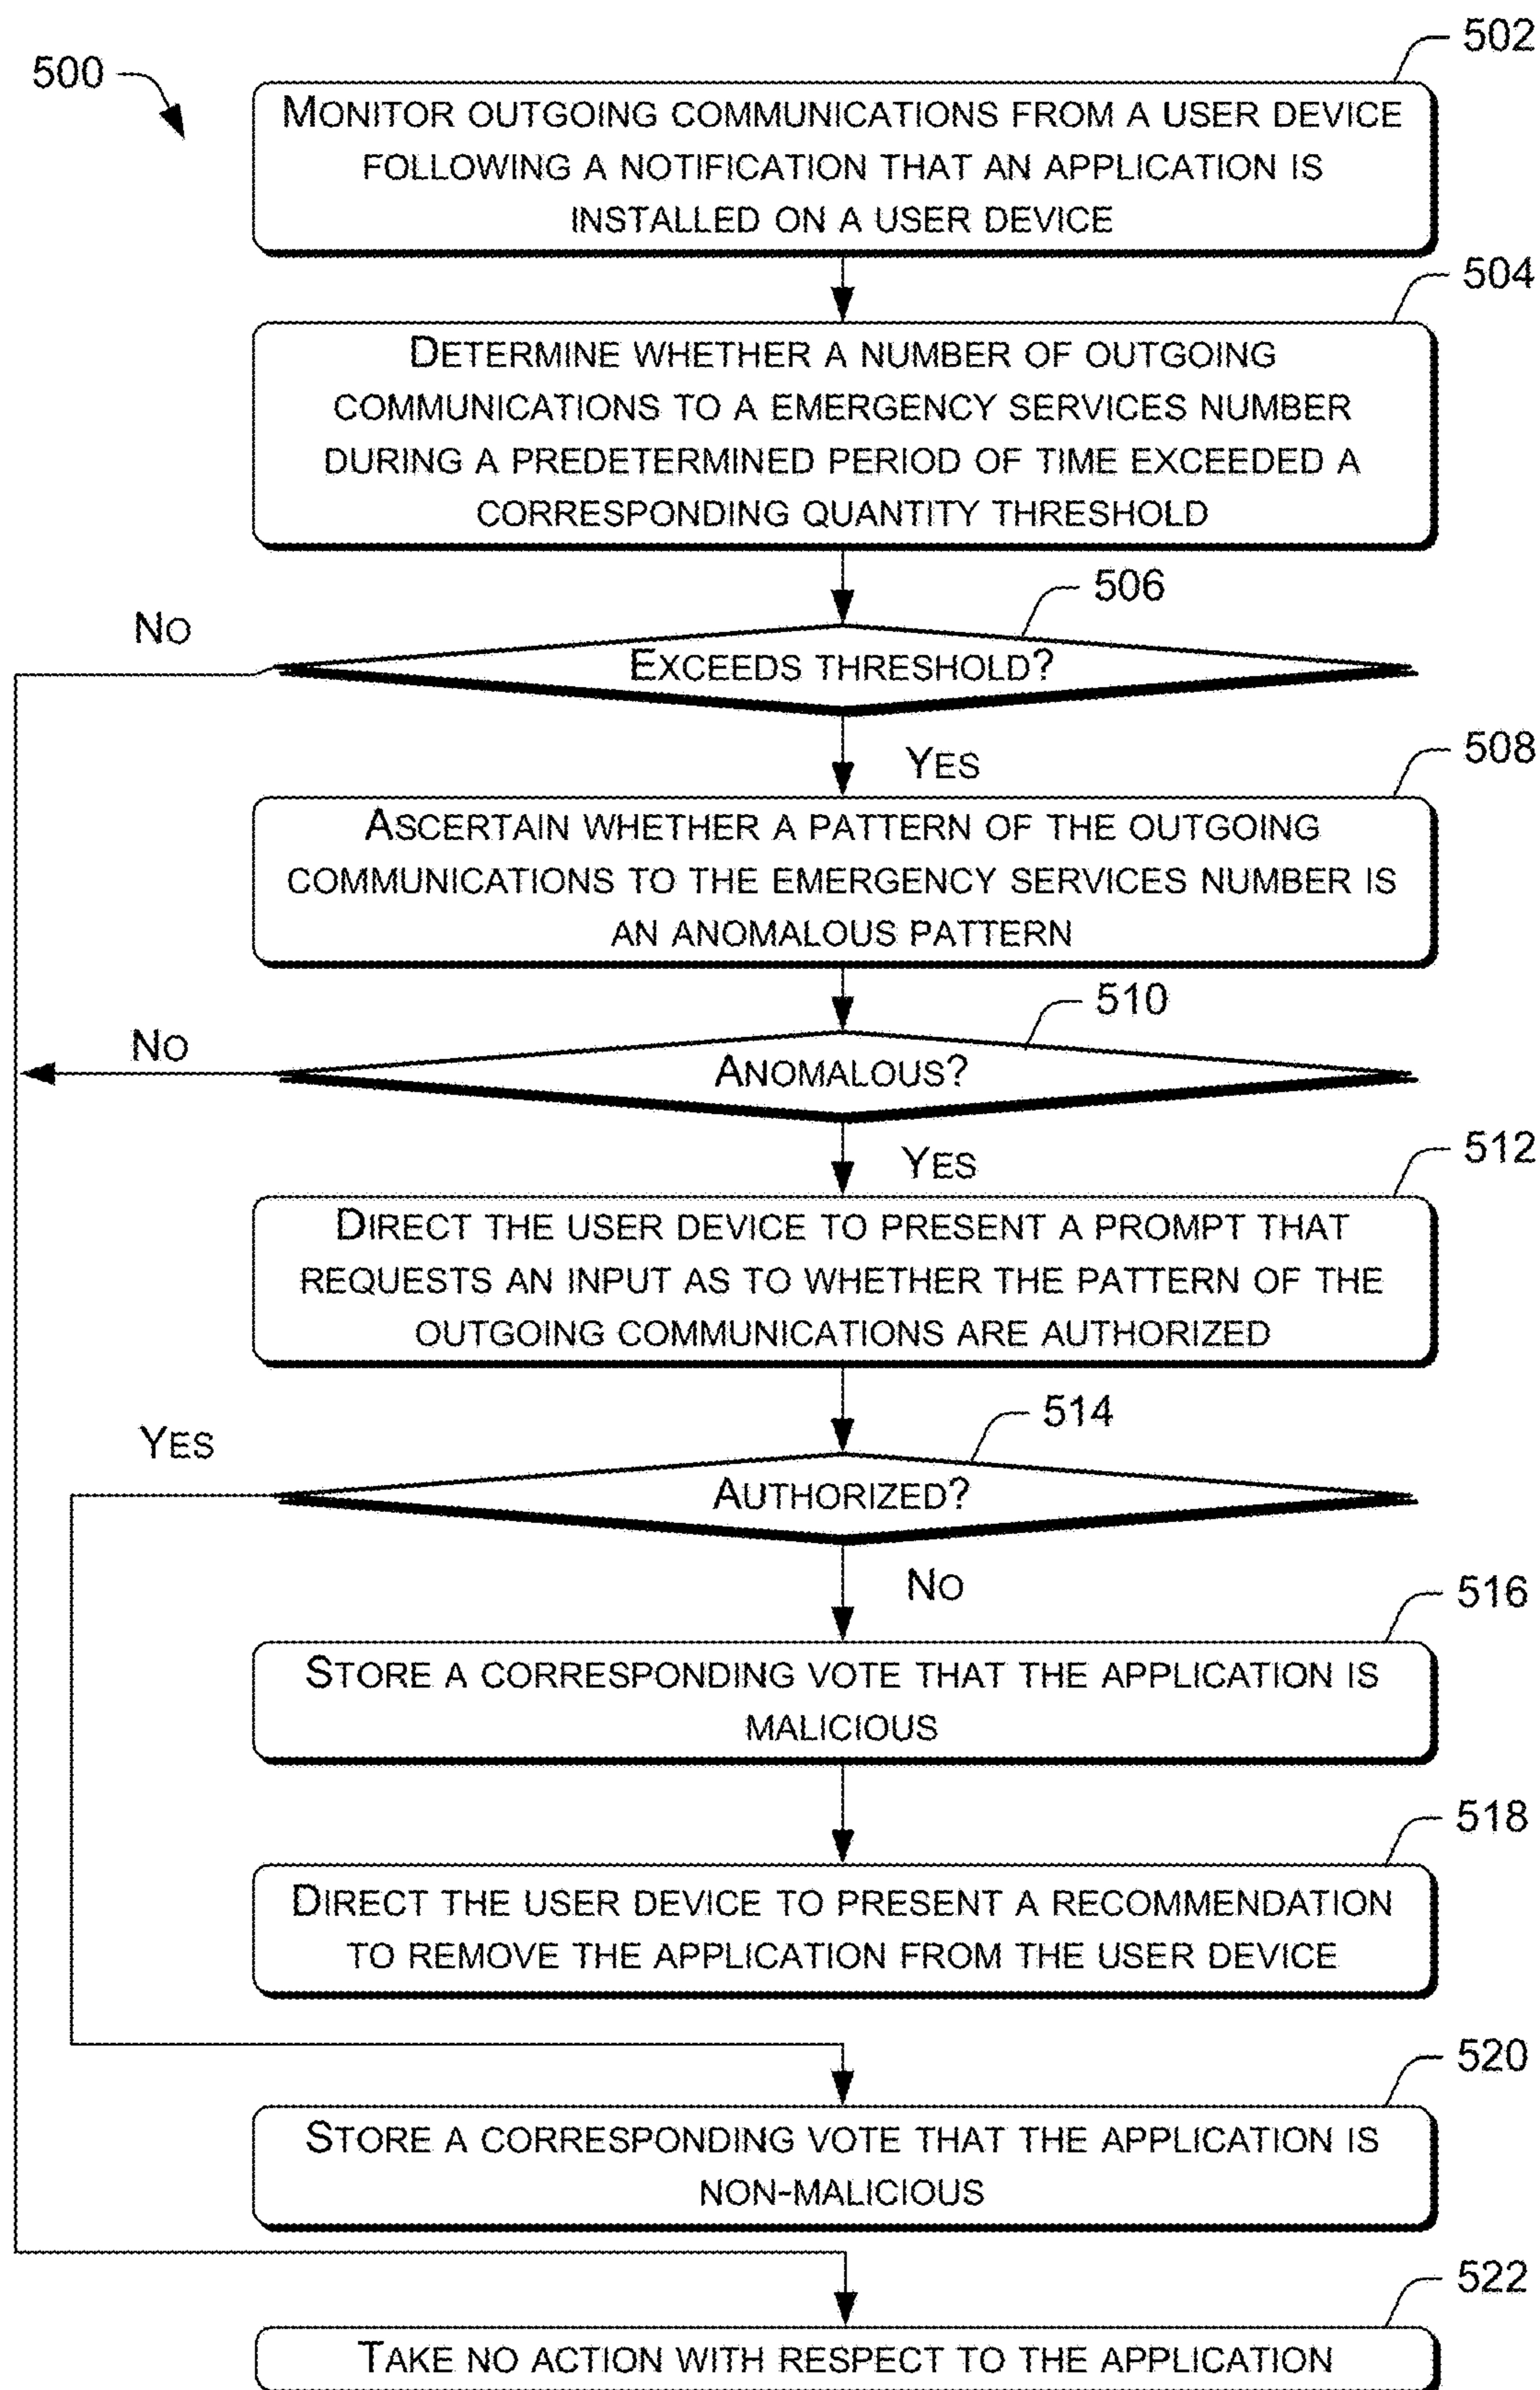 500
502
MONITOR OUTGOING COMMUNICATIONS FROM A USER DEVICE
FOLLOWING A NOTIFICATION THAT AN APPLICATION IS
INSTALLED ON A USER DEVICE
504
DETERMINE WHETHER A NUMBER OF OUTGOING
COMMUNICATIONS TO A EMERGENCY SERVICES NUMBER
DURING A PREDETERMINED PERIOD OF TIME EXCEEDED A
CORRESPONDING QUANTITY THRESHOLD
506
NO
EXCEEDS THRESHOLD?
YES
508
ASCERTAIN WHETHER A PATTERN OF THE OUTGOING
COMMUNICATIONS TO THE EMERGENCY SERVICES NUMBER IS
AN ANOMALOUS PATTERN
510
NO
ANOMALOUS?
YES
512
DIRECT THE USER DEVICE TO PRESENT A PROMPT THAT
REQUESTS AN INPUT AS TO WHETHER THE PATTERN OF THE
OUTGOING COMMUNICATIONS ARE AUTHORIZED
514
YES
AUTHORIZED?
NO
516
STORE A CORRESPONDING VOTE THAT THE APPLICATION IS
MALICIOUS
518
DIRECT THE USER DEVICE TO PRESENT A RECOMMENDATION
TO REMOVE THE APPLICATION FROM THE USER DEVICE
520
STORE A CORRESPONDING VOTE THAT THE APPLICATION IS
NON-MALICIOUS
522
TAKE NO ACTION WITH RESPECT TO THE APPLICATION